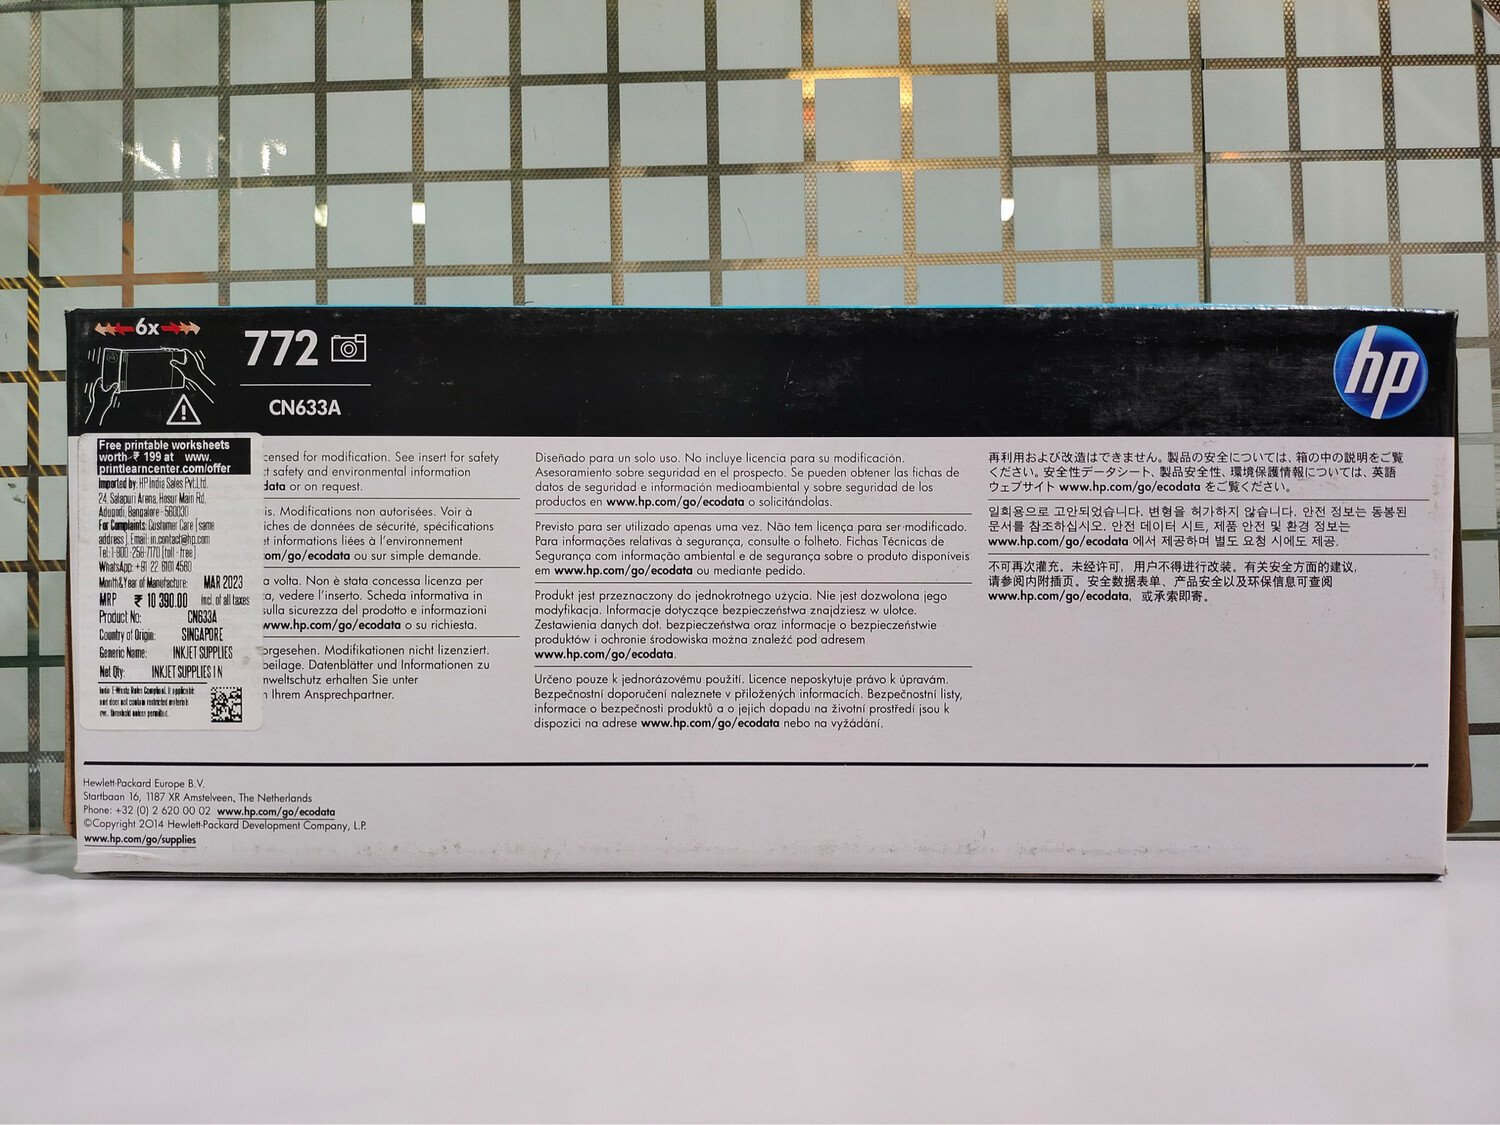 6x
772
CN633A
hp
Free printable worksheets
worth ₹ 199 at www.
printlearncenter.com/offer
Imported by: HP India Sales Pvt.Ltd.
24, Salapuri Arena, Hosur Main Rd,
Adugodi, Bangalore - 560030
For Complaints: Customer Care (same
address), Email: in.contact@hp.com
Tel: 1-800-258-7170 (toll - free)
WhatsApp: +91 22 6101 4560
Month&Year of Manufacture: MAR 2023
MRP ₹ 10 390.00 incl. of all taxes
Product No: CN633A
Country of Origin: SINGAPORE
Generic Name: INKJET SUPPLIES
Net Qty: INKJET SUPPLIES 1 N
India E-Waste Rules Compliant. If applicable
and does not contain restricted materials
threshold unless permitted.
censed for modification. See insert for safety
t safety and environmental information
data or on request.
is. Modifications non autorisées. Voir à
iches de données de sécurité, spécifications
et informations liées à l'environnement
com/go/ecodata ou sur simple demande.
a volta. Non è stata concessa licenza per
a, vedere l'inserto. Scheda informativa in
sulla sicurezza del prodotto e informazioni
www.hp.com/go/ecodata o su richiesta.
orgesehen. Modifikationen nicht lizenziert.
beilage. Datenblätter und Informationen zu
nweltschutz erhalten Sie unter
n Ihrem Ansprechpartner.
Diseñado para un solo uso. No incluye licencia para su modificación.
Asesoramiento sobre seguridad en el prospecto. Se pueden obtener las fichas de
datos de seguridad e información medioambiental y sobre seguridad de los
productos en www.hp.com/go/ecodata o solicitándolas.
Previsto para ser utilizado apenas uma vez. Não tem licença para ser modificado.
Para informações relativas à segurança, consulte o folheto. Fichas Técnicas de
Segurança com informação ambiental e de segurança sobre o produto disponíveis
em www.hp.com/go/ecodata ou mediante pedido.
Produkt jest przeznaczony do jednokrotnego użycia. Nie jest dozwolona jego
modyfikacja. Informacje dotyczące bezpieczeństwa znajdziesz w ulotce.
Zestawienia danych dot. bezpieczeństwa oraz informacje o bezpieczeństwie
produktów i ochronie środowiska można znaleźć pod adresem
www.hp.com/go/ecodata.
Určeno pouze k jednorázovému použití. Licence neposkytuje právo k úpravám.
Bezpečnostní doporučení naleznete v přiložených informacích. Bezpečnostní listy,
informace o bezpečnosti produktů a o jejich dopadu na životní prostředí jsou k
dispozici na adrese www.hp.com/go/ecodata nebo na vyžádání.
再利用および改造はできません。製品の安全については、箱の中の説明をご覧
ください。安全性データシート、製品安全性、環境保護情報については、英語
ウェブサイト www.hp.com/go/ecodata をご覧ください。
일회용으로 고안되었습니다. 변형을 허가하지 않습니다. 안전 정보는 동봉된
문서를 참조하십시오. 안전 데이터 시트, 제품 안전 및 환경 정보는
www.hp.com/go/ecodata 에서 제공하며 별도 요청 시에도 제공.
不可再次灌充。未经许可，用户不得进行改装。有关安全方面的建议，
请参阅内附插页。安全数据表单、产品安全以及环保信息可查阅
www.hp.com/go/ecodata，或承索即寄。
Hewlett-Packard Europe B.V.
Startbaan 16, 1187 XR Amstelveen, The Netherlands
Phone: +32 (0) 2 620 00 02 www.hp.com/go/ecodata
©Copyright 2014 Hewlett-Packard Development Company, L.P.
www.hp.com/go/supplies